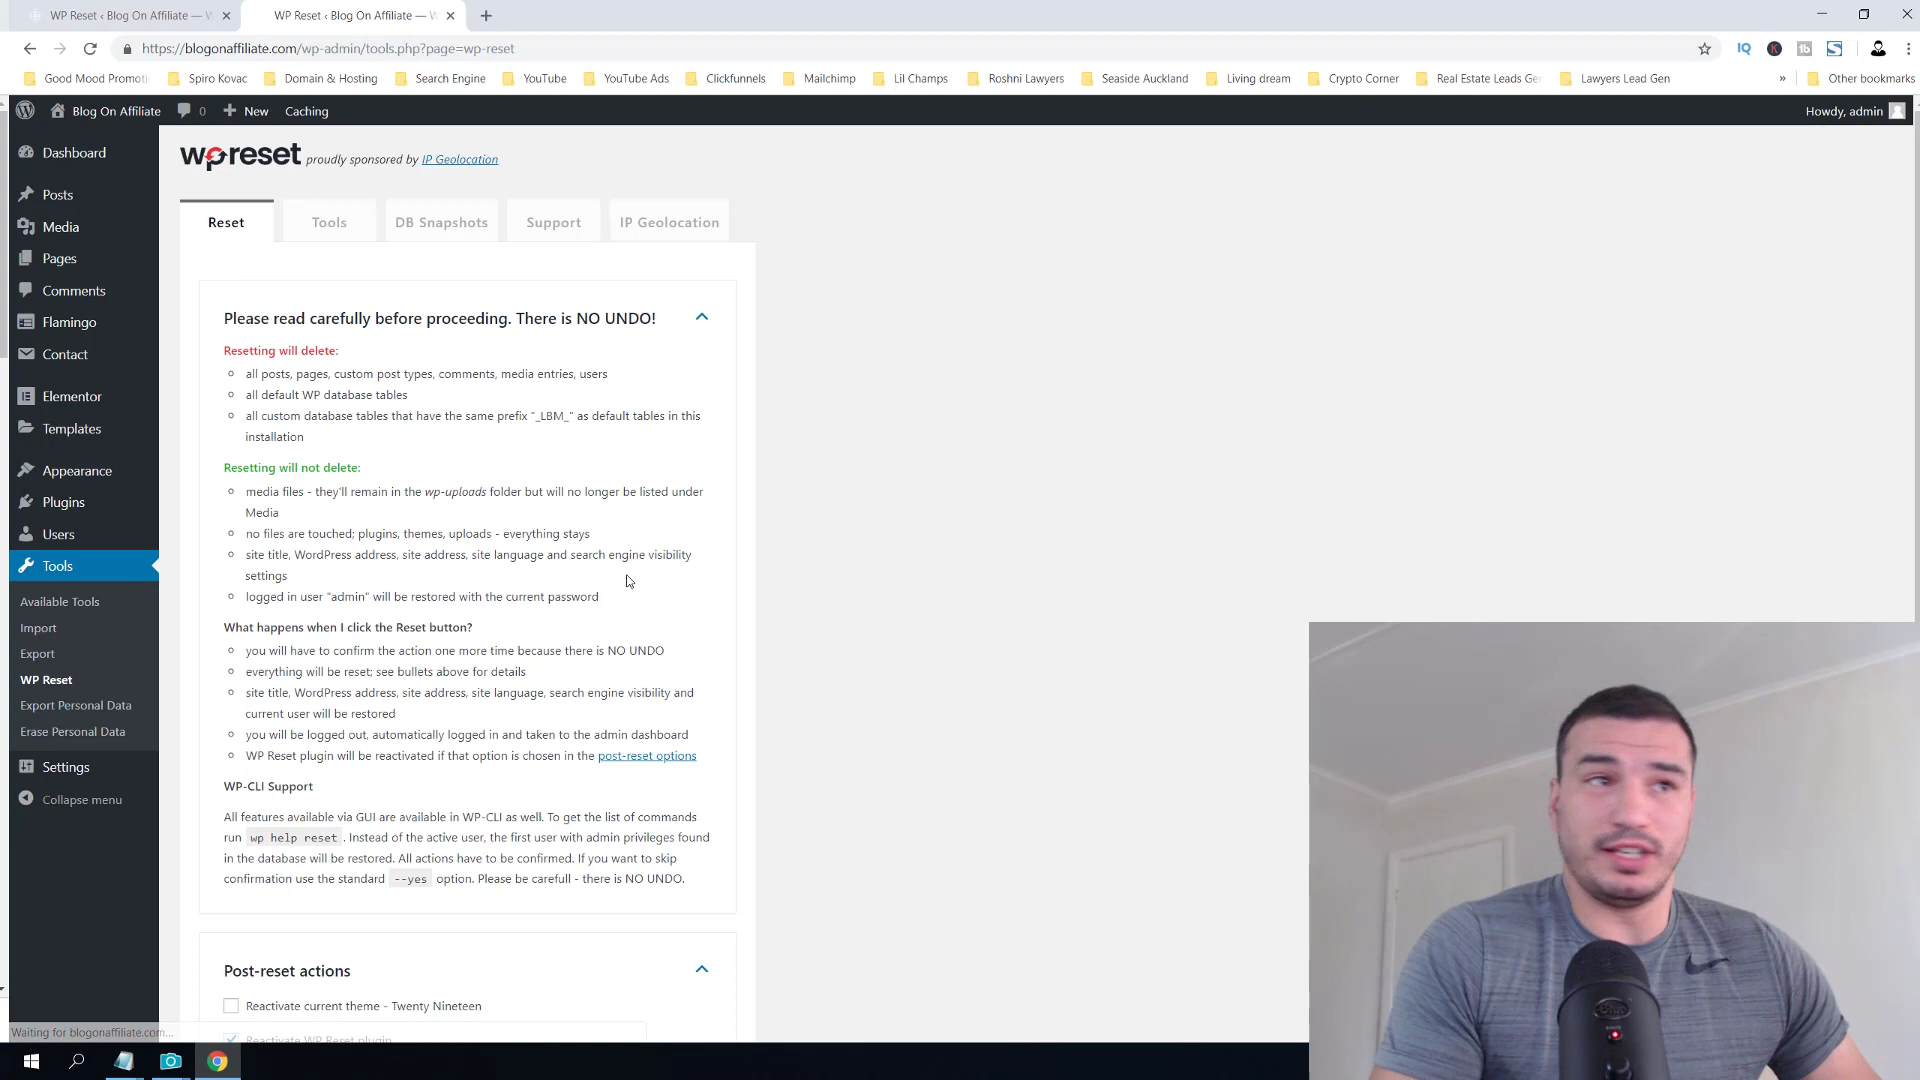 WP Reset ‹ Blog On Affiliate — W
WP Reset ‹ Blog On Affiliate — W
https://blogonaffiliate.com/wp-admin/tools.php?page=wp-reset
Good Mood Promoti
Spiro Kovac
Domain & Hosting
Search Engine
YouTube
YouTube Ads
Clickfunnels
Mailchimp
Lil Champs
Roshni Lawyers
Seaside Auckland
Living dream
Crypto Corner
Real Estate Leads Ge
Lawyers Lead Gen
»
Other bookmarks
Blog On Affiliate
0
New
Caching
Howdy, admin
Dashboard
Posts
Media
Pages
Comments
Flamingo
Contact
Elementor
Templates
Appearance
Plugins
Users
Tools
Available Tools
Import
Export
WP Reset
Export Personal Data
Erase Personal Data
Settings
Collapse menu
wpreset proudly sponsored by IP Geolocation
Reset
Tools
DB Snapshots
Support
IP Geolocation
Please read carefully before proceeding. There is NO UNDO!
Resetting will delete:
all posts, pages, custom post types, comments, media entries, users
all default WP database tables
all custom database tables that have the same prefix "_LBM_" as default tables in this
installation
Resetting will not delete:
media files - they'll remain in the wp-uploads folder but will no longer be listed under
Media
no files are touched; plugins, themes, uploads - everything stays
site title, WordPress address, site address, site language and search engine visibility
settings
logged in user "admin" will be restored with the current password
What happens when I click the Reset button?
you will have to confirm the action one more time because there is NO UNDO
everything will be reset; see bullets above for details
site title, WordPress address, site address, site language, search engine visibility and
current user will be restored
you will be logged out, automatically logged in and taken to the admin dashboard
WP Reset plugin will be reactivated if that option is chosen in the post-reset options
WP-CLI Support
All features available via GUI are available in WP-CLI as well. To get the list of commands
run wp help reset. Instead of the active user, the first user with admin privileges found
in the database will be restored. All actions have to be confirmed. If you want to skip
confirmation use the standard --yes option. Please be carefull - there is NO UNDO.
Post-reset actions
Reactivate current theme - Twenty Nineteen
Reactivate WP Reset plugin
Waiting for blogonaffiliate.com...